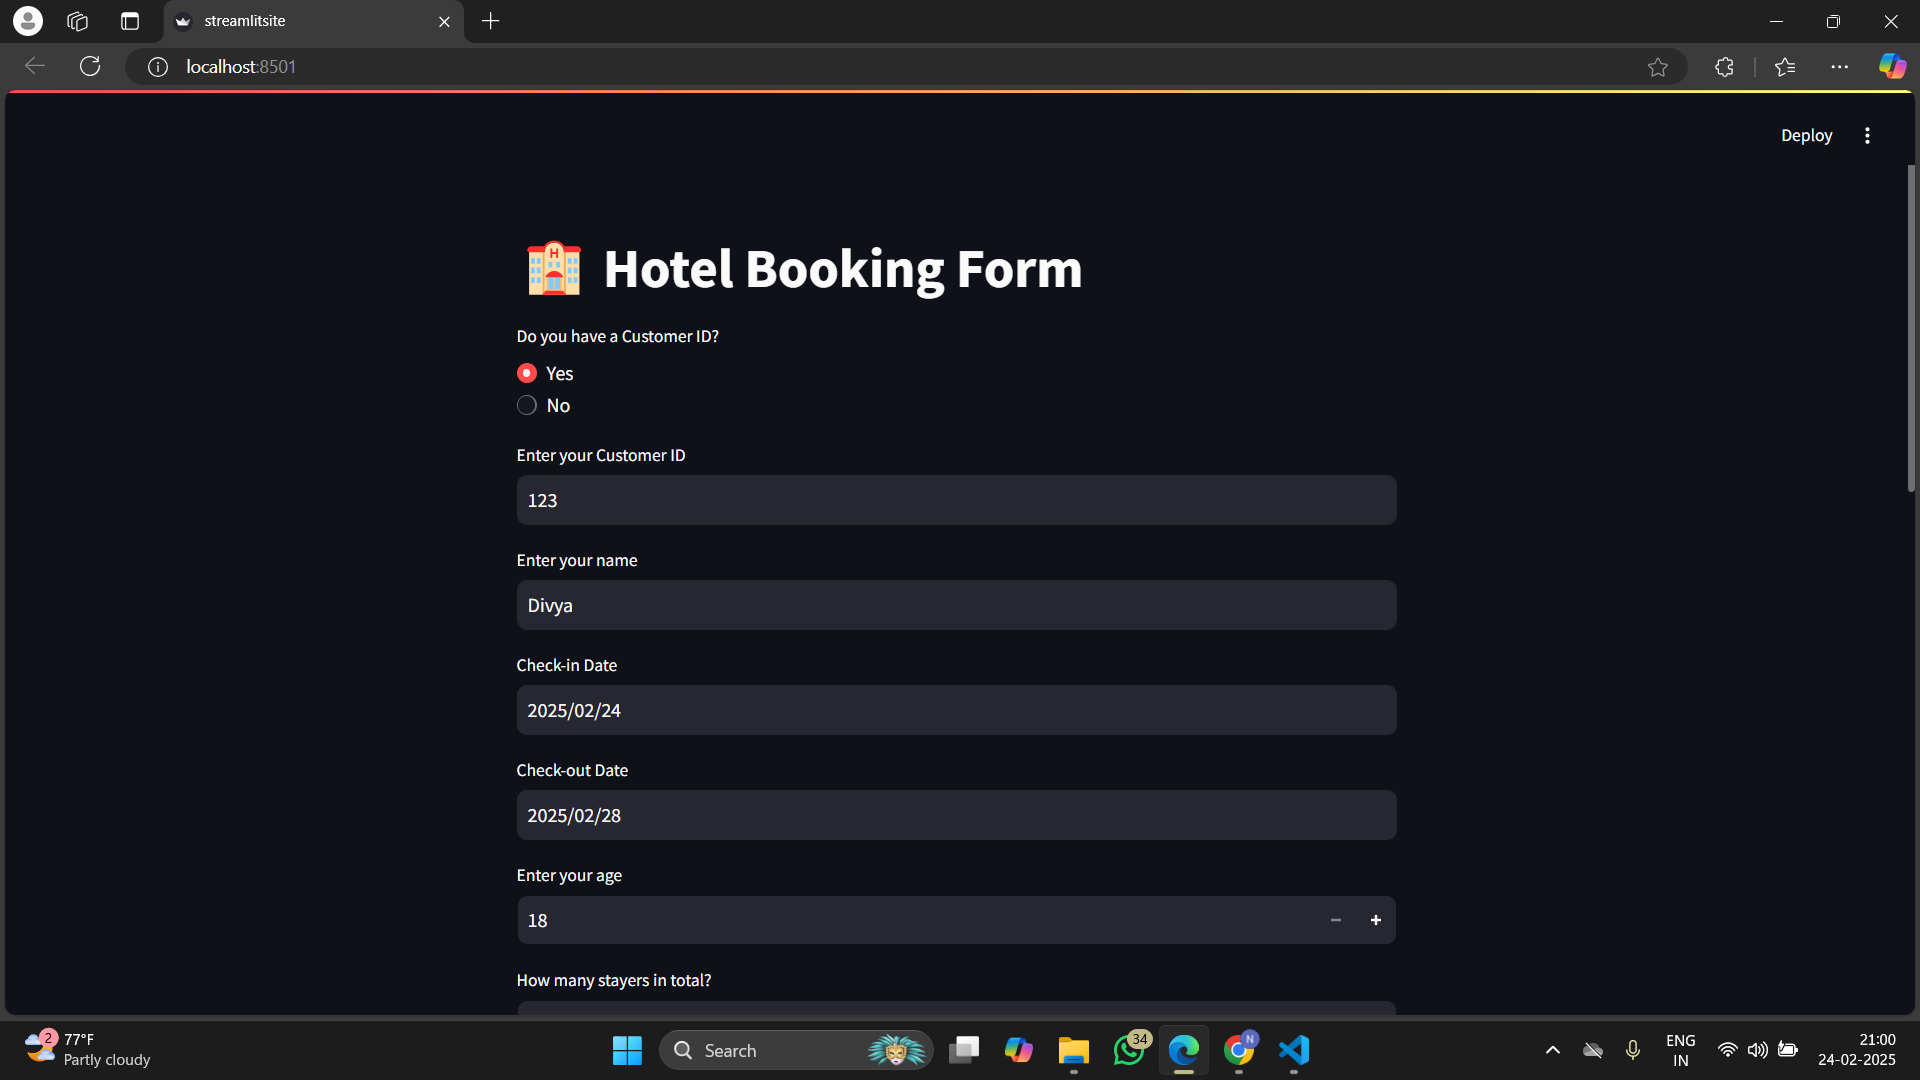 streamlitsite
localhost:8501
Deploy
H
Hotel Booking Form
Do you have a Customer ID?
Yes
No
Enter your Customer ID
123
Enter your name
Divya
Check-in Date
2025/02/24
Check-out Date
2025/02/28
Enter your age
18
How many stayers in total?
2
77°F
Partly cloudy
Search
34
N
ENG
IN
21:00
24-02-2025